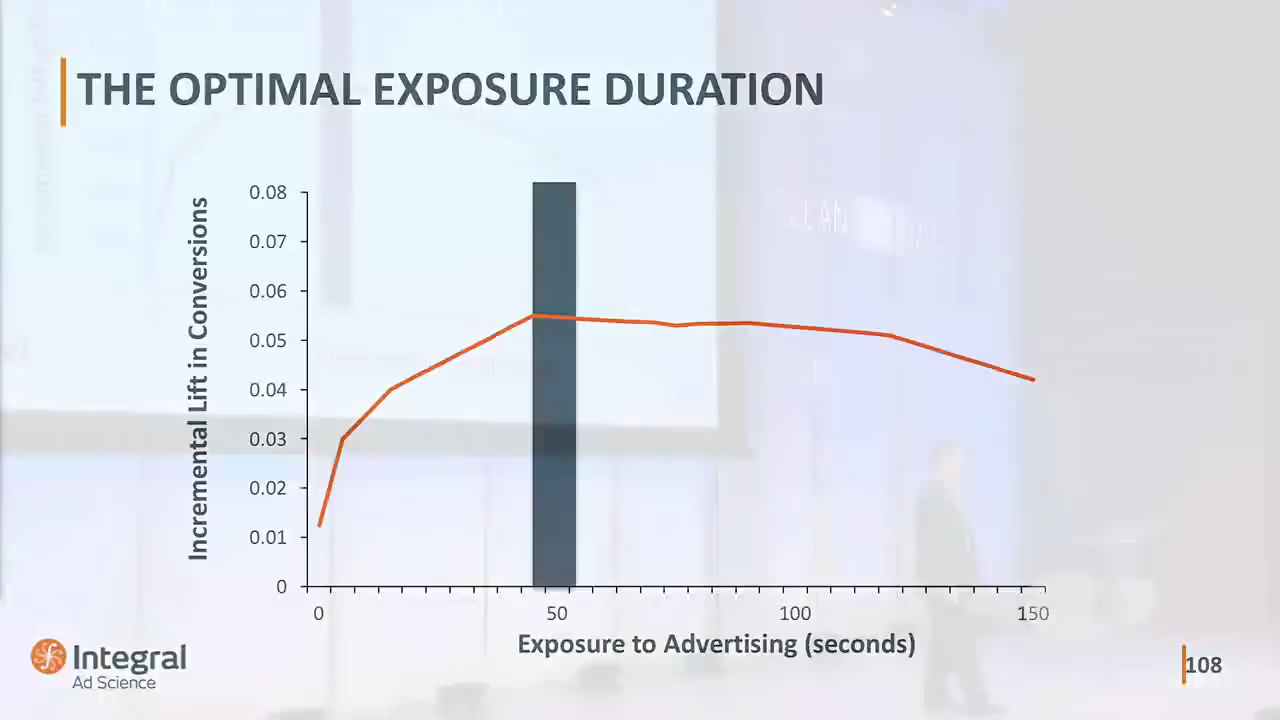 THE OPTIMAL EXPOSURE DURATION
Incremental Lift in Conversions
0.08
0.07
0.06
0.05
0.04
0.03
0.02
0.01
0
0 50 100 150
Exposure to Advertising (seconds)
Integral
Ad Science
108